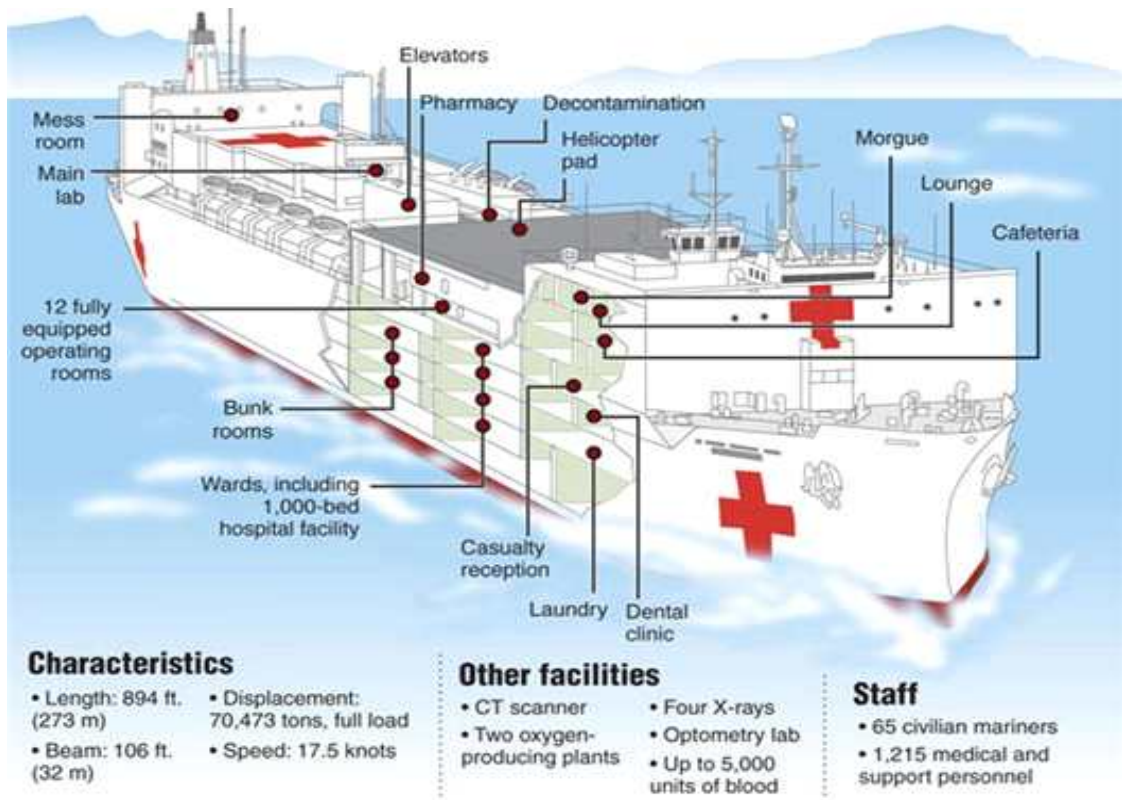 Elevators
Pharmacy
Decontamination
Mess
room
Helicopter
pad
Morgue
Main
lab
Lounge
Cafeteria
12 fully
equipped
operating
rooms
Bunk
rooms
Wards, including
1,000-bed
hospital facility
Casualty
reception
Laundry
Dental
clinic
Characteristics
• Length: 894 ft.
(273 m)
• Beam: 106 ft.
(32 m)
• Displacement:
70,473 tons, full load
• Speed: 17.5 knots
Other facilities
• CT scanner
• Two oxygen-
producing plants
• Four X-rays
• Optometry lab
• Up to 5,000
units of blood
Staff
• 65 civilian mariners
• 1,215 medical and
support personnel